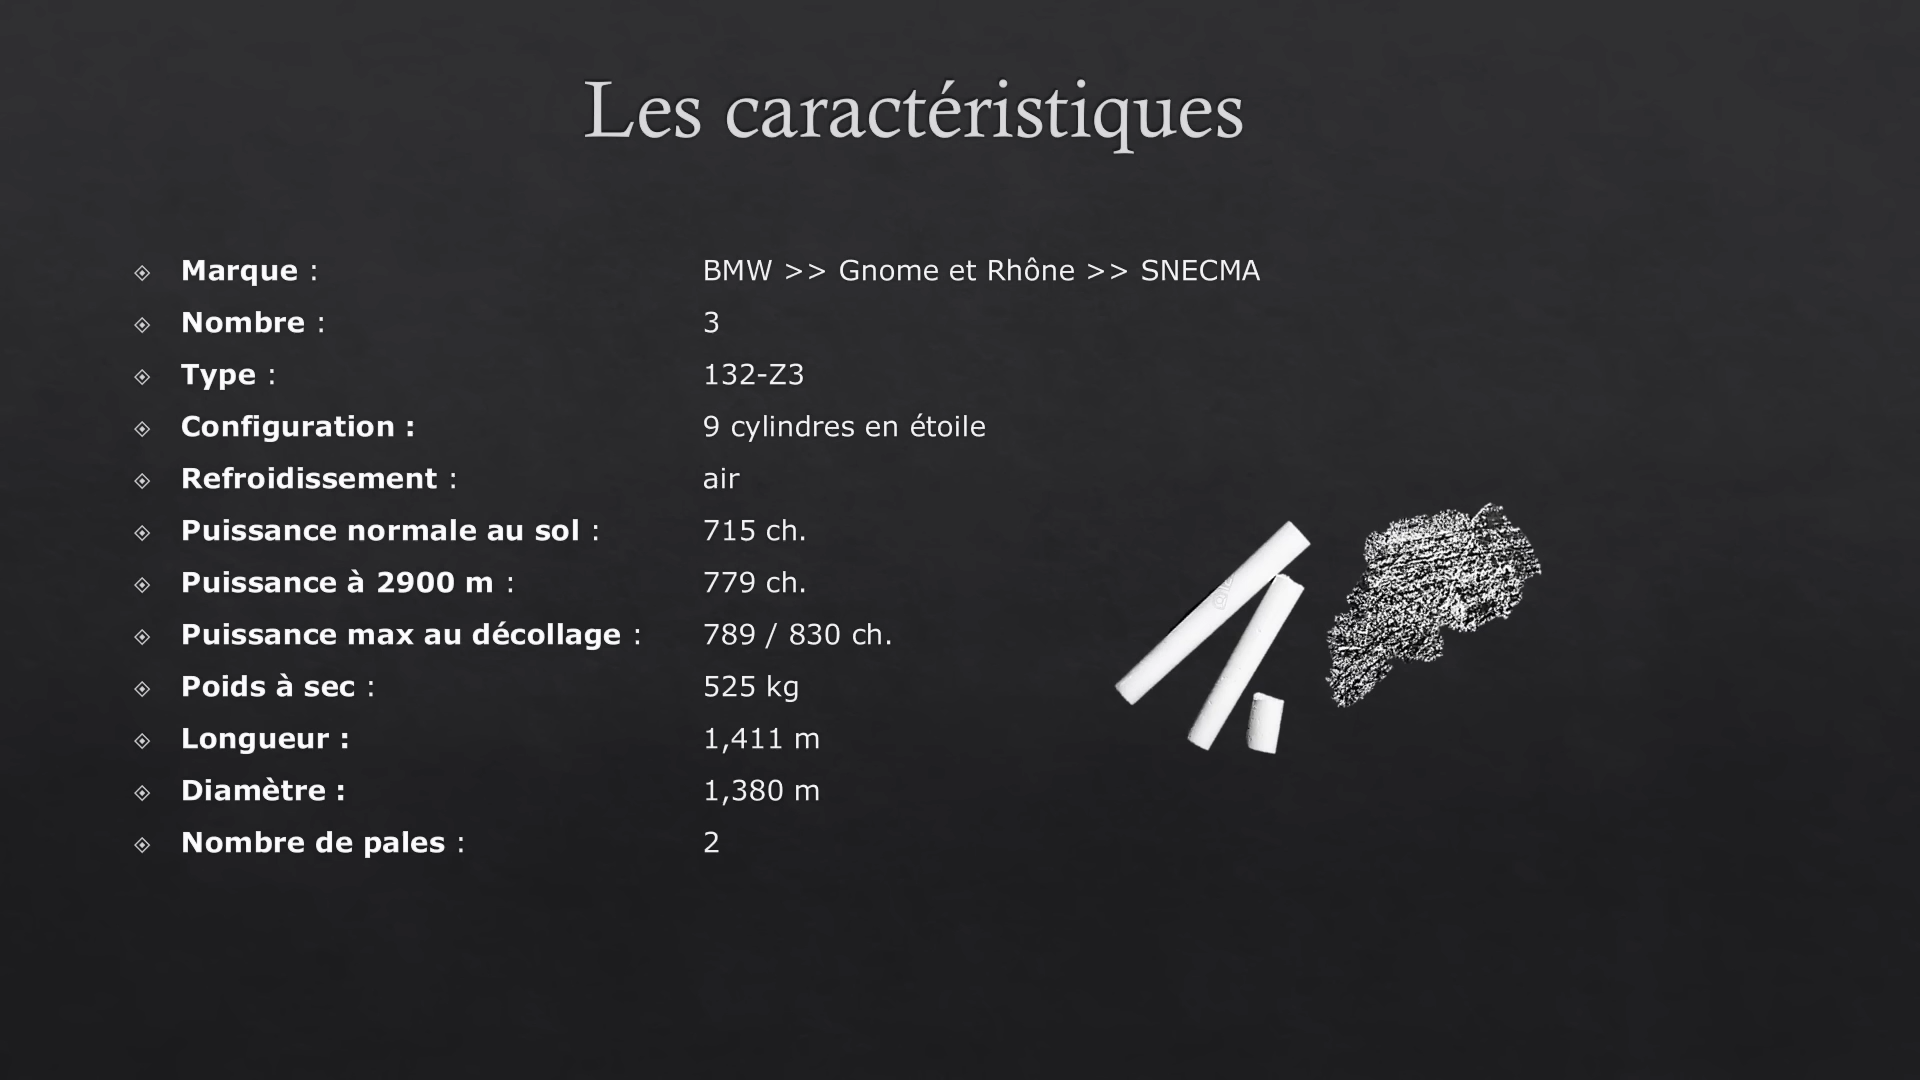 Les caractéristiques
Marque : BMW >> Gnome et Rhône >> SNECMA
Nombre : 3
Type : 132-Z3
Configuration : 9 cylindres en étoile
Refroidissement : air
Puissance normale au sol : 715 ch.
Puissance à 2900 m : 779 ch.
Puissance max au décollage : 789 / 830 ch.
Poids à sec : 525 kg
Longueur : 1,411 m
Diamètre : 1,380 m
Nombre de pales : 2